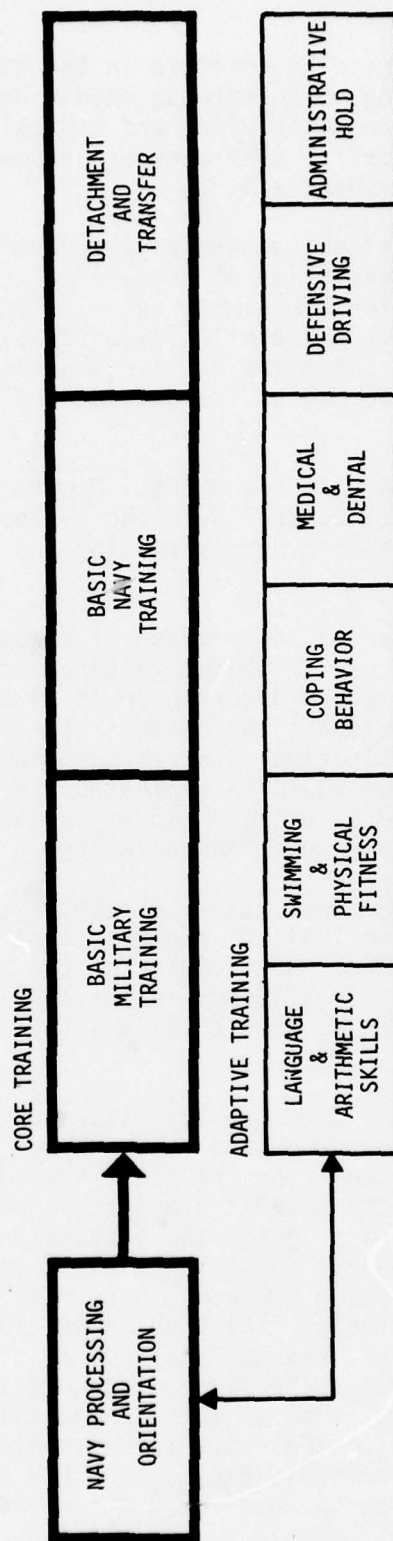 NAVY PROCESSING
AND
ORIENTATION
CORE TRAINING
BASIC
MILITARY
TRAINING
BASIC
NAVY
TRAINING
DETACHMENT
AND
TRANSFER
ADAPTIVE TRAINING
LANGUAGE
&
ARITHMETIC
SKILLS
SWIMMING
&
PHYSICAL
FITNESS
COPING
BEHAVIOR
MEDICAL
&
DENTAL
DEFENSIVE
DRIVING
ADMINISTRATIVE
HOLD